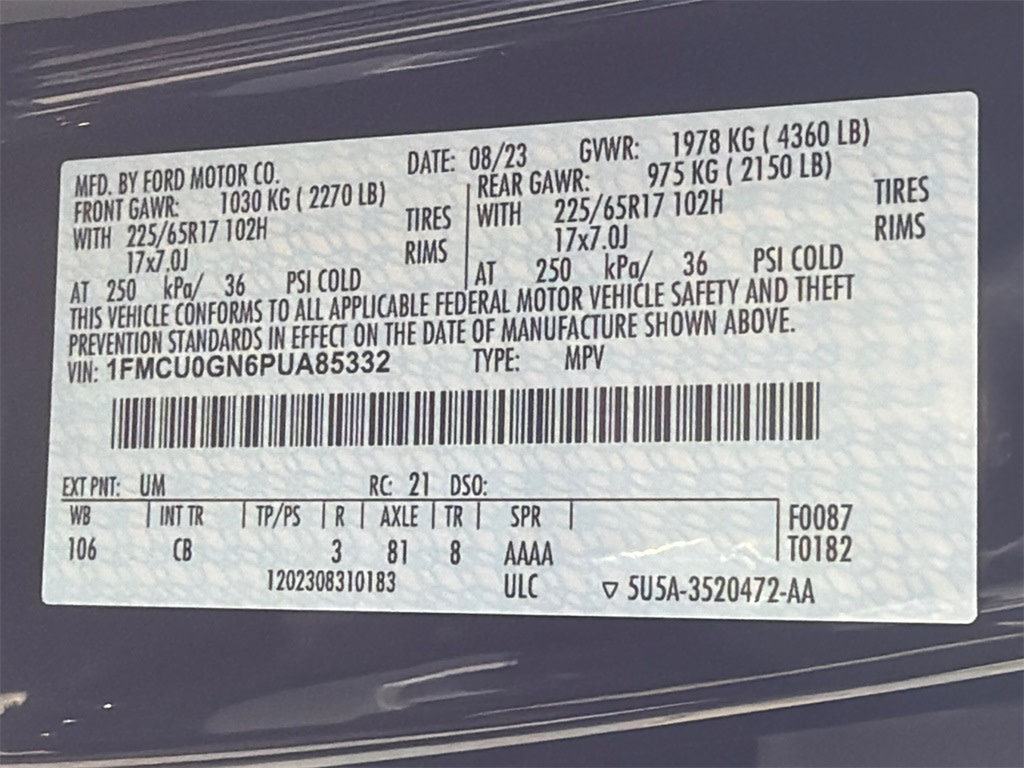 MFD. BY FORD MOTOR CO. DATE: 08/23 GVWR: 1978 KG ( 4360 LB)
FRONT GAWR: 1030 KG ( 2270 LB) REAR GAWR: 975 KG ( 2150 LB)
WITH 225/65R17 102H TIRES WITH 225/65R17 102H TIRES
17x7.0J RIMS 17x7.0J RIMS
AT 250 kPa/ 36 PSI COLD AT 250 kPa/ 36 PSI COLD
THIS VEHICLE CONFORMS TO ALL APPLICABLE FEDERAL MOTOR VEHICLE SAFETY AND THEFT
PREVENTION STANDARDS IN EFFECT ON THE DATE OF MANUFACTURE SHOWN ABOVE.
VIN: 1FMCU0GN6PUA85332 TYPE: MPV
EXT PNT: UM RC: 21 DSO:
WB INT TR TP/PS R AXLE TR SPR F0087
106 CB 3 81 8 AAAA T0182
1202308310183 ULC ▽ 5U5A-3520472-AA